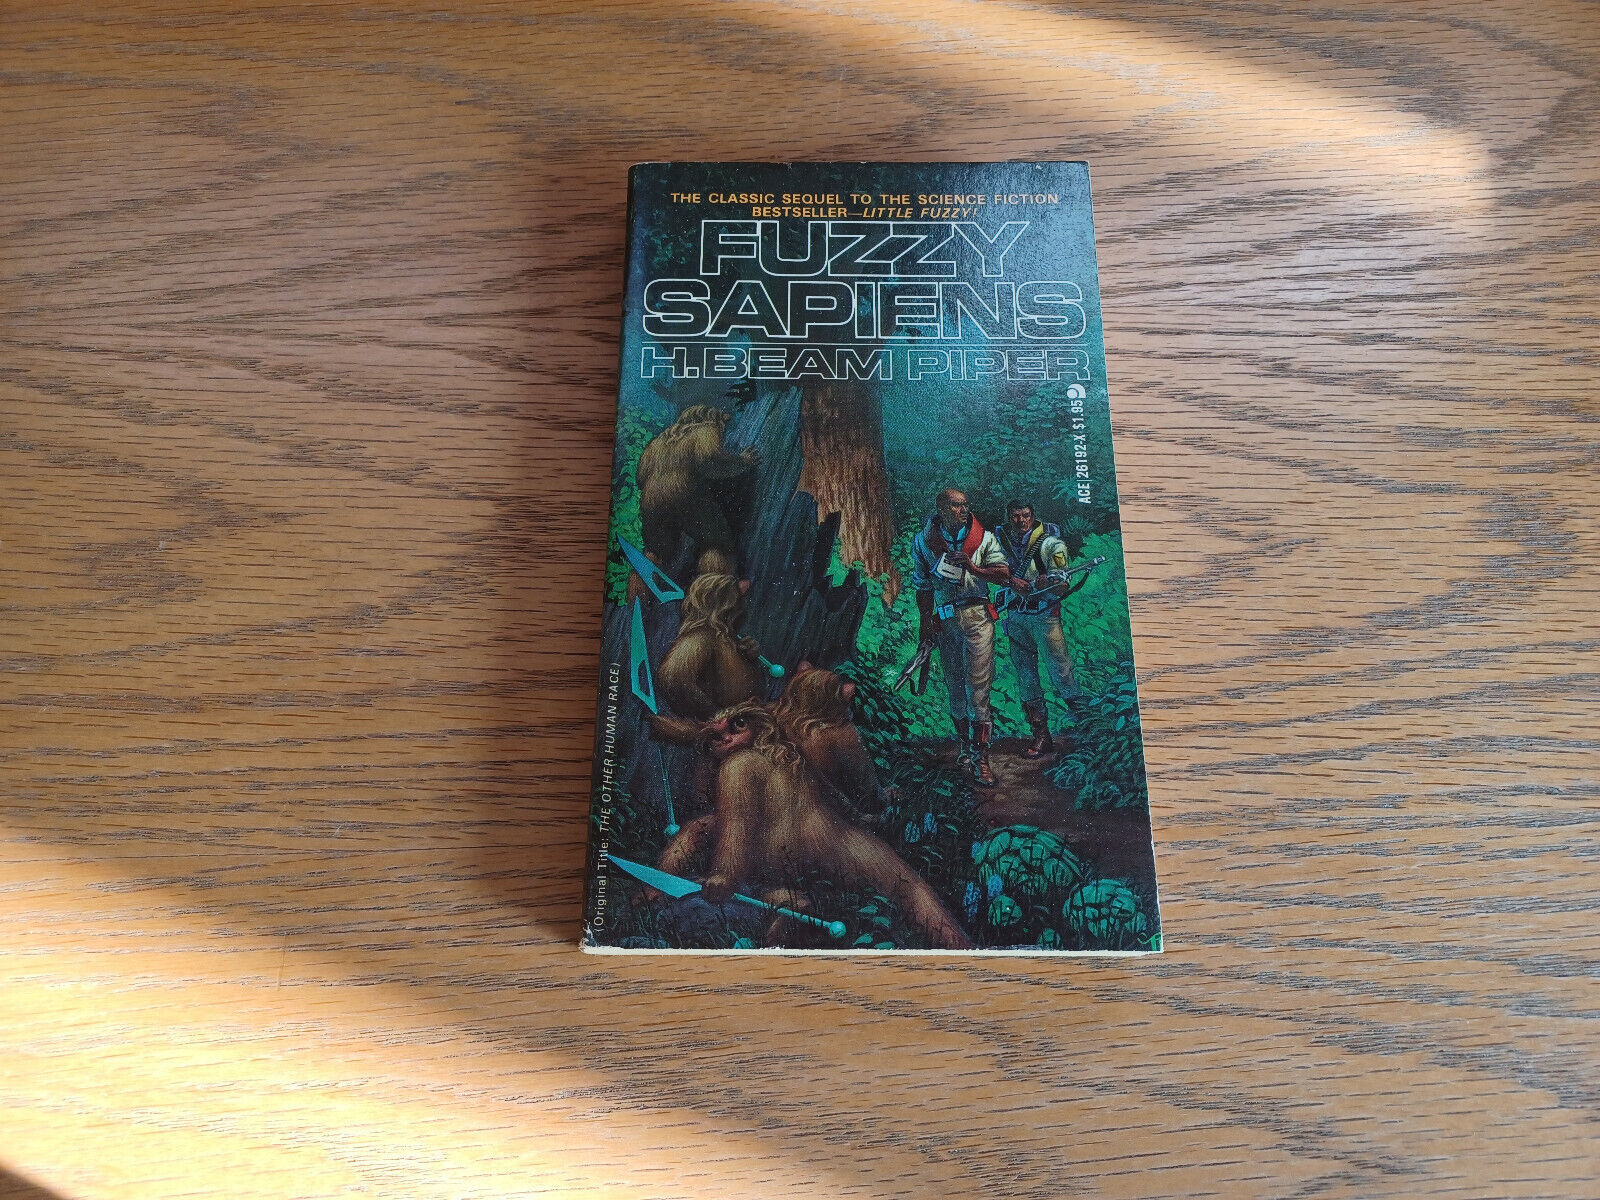 THE CLASSIC SEQUEL TO THE SCIENCE FICTION
BESTSELLER—LITTLE FUZZY!
FUZZY
SAPIENS
H. BEAM PIPER
ACE 26192-X $1.95
(Original Title: THE OTHER HUMAN RACE)